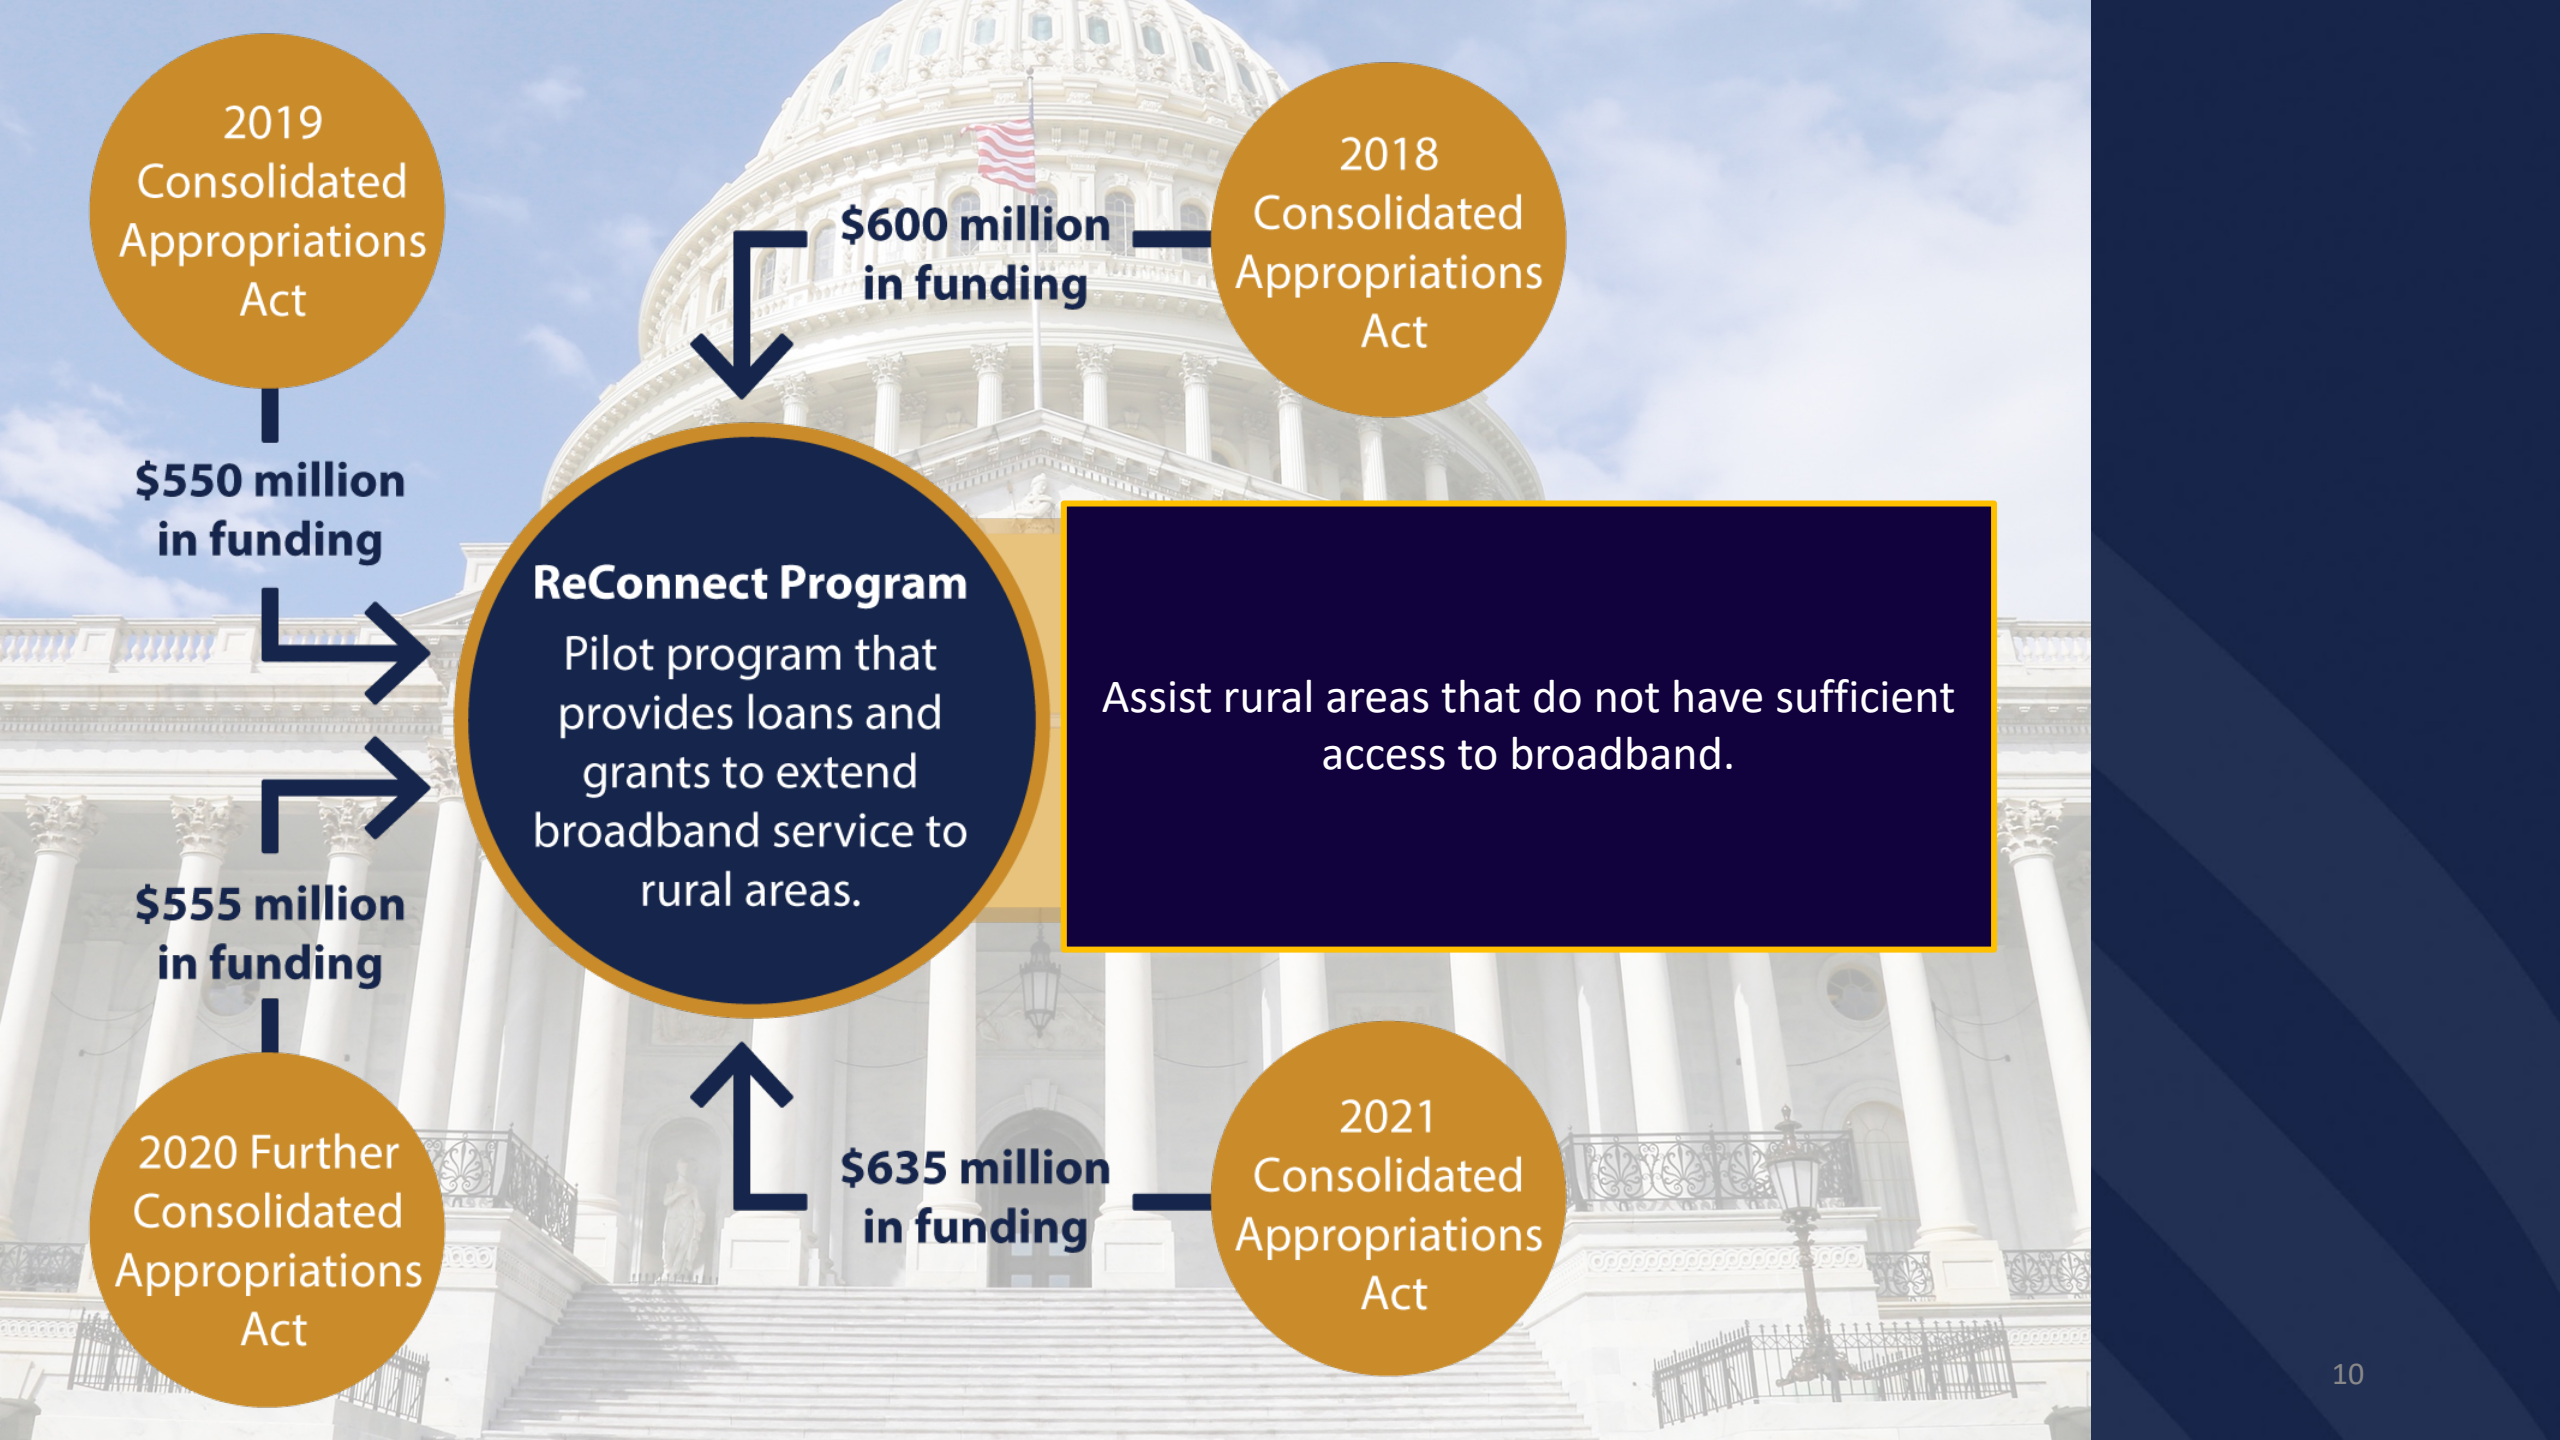 2019
Consolidated
Appropriations
Act
$550 million
in funding
$555 million
in funding
2020 Further
Consolidated
Appropriations
Act
$600 million
in funding
2018
Consolidated
Appropriations
Act
ReConnect Program
Pilot program that
provides loans and
grants to extend
broadband service to
rural areas.
Assist rural areas that do not have sufficient
access to broadband.
$635 million
in funding
2021
Consolidated
Appropriations
Act
10